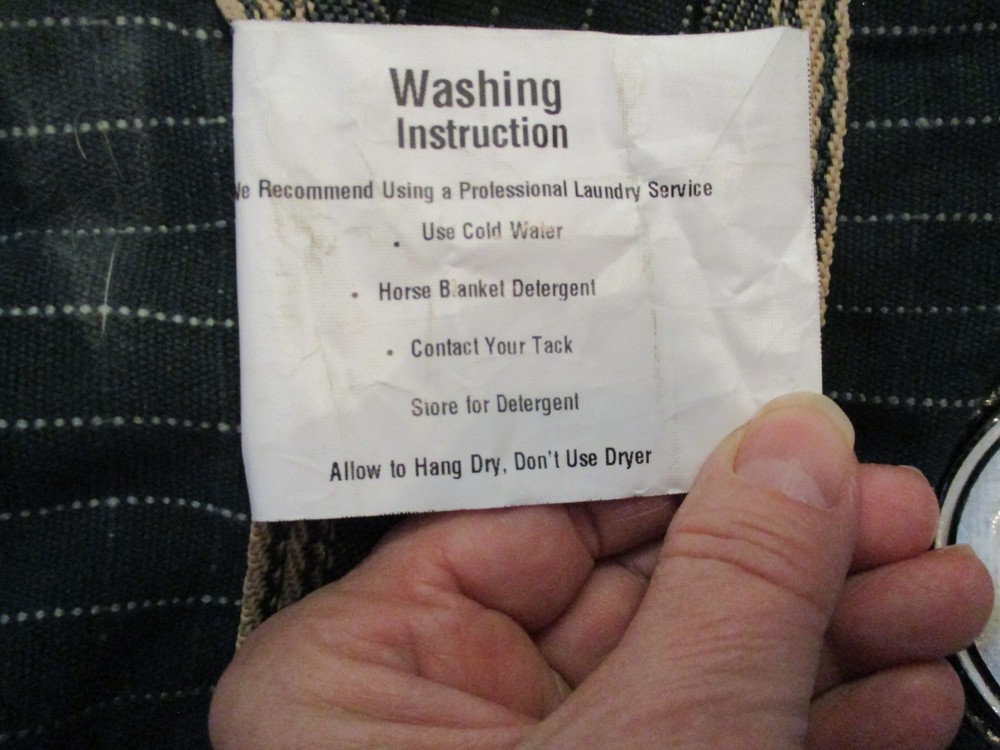 Washing
Instruction
We Recommend Using a Professional Laundry Service
. Use Cold Water
. Horse Blanket Detergent
. Contact Your Tack
Store for Detergent
Allow to Hang Dry, Don't Use Dryer